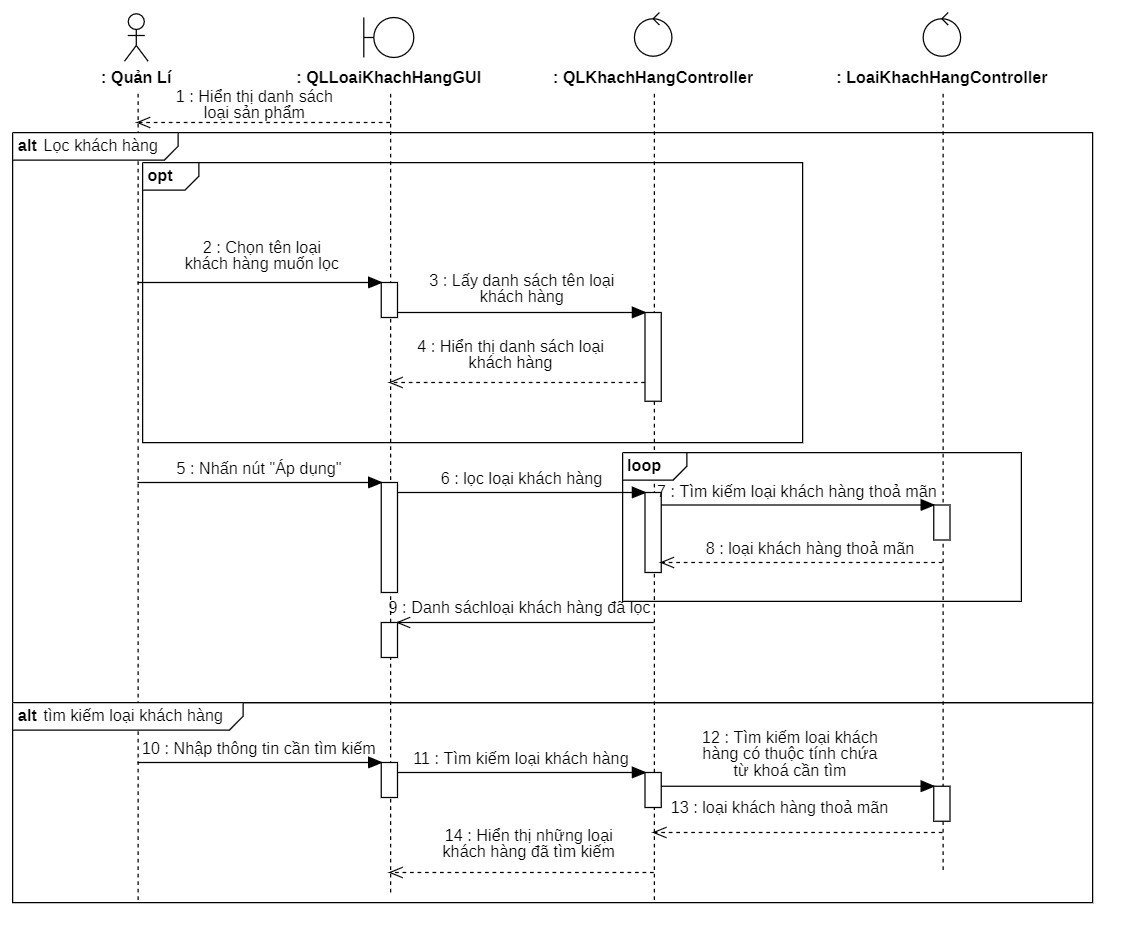 : Quản Lí
: QLLoaiKhachHangGUI
: QLKhachHangController
: LoaiKhachHangController
1 : Hiển thị danh sách
loại sản phẩm
alt Lọc khách hàng
opt
2 : Chọn tên loại
khách hàng muốn lọc
3 : Lấy danh sách tên loại
khách hàng
4 : Hiển thị danh sách loại
khách hàng
5 : Nhấn nút "Áp dụng"
6 : lọc loại khách hàng
loop
7 : Tìm kiếm loại khách hàng thoả mãn
8 : loại khách hàng thoả mãn
9 : Danh sáchloại khách hàng đã lọc
alt tìm kiếm loại khách hàng
10 : Nhập thông tin cần tìm kiếm
11 : Tìm kiếm loại khách hàng
12 : Tìm kiếm loại khách
hàng có thuộc tính chứa
từ khoá cần tìm
13 : loại khách hàng thoả mãn
14 : Hiển thị những loại
khách hàng đã tìm kiếm